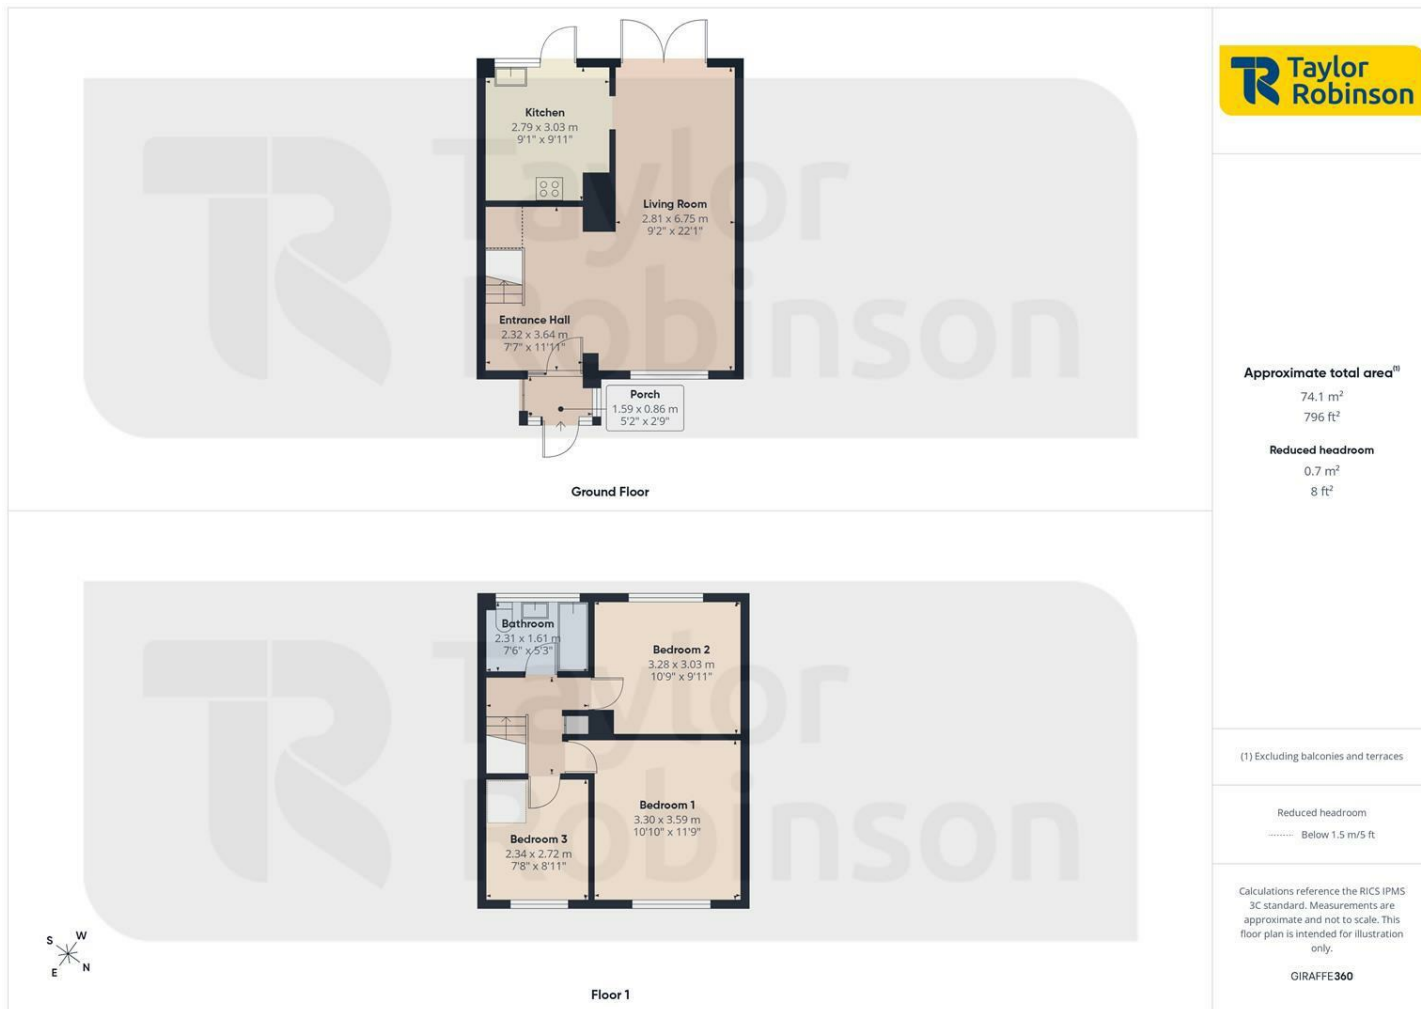 Taylor
Robinson
Kitchen
2.79 x 3.03 m
9'1" x 9'11"
Living Room
2.81 x 6.75 m
9'2" x 22'1"
Entrance Hall
2.32 x 3.64 m
7'7" x 11'11"
Porch
1.59 x 0.86 m
5'2" x 2'9"
Taylor
Robinson
Ground Floor
Bathroom
2.31 x 1.61 m
7'6" x 5'3"
Bedroom 2
3.28 x 3.03 m
10'9" x 9'11"
Bedroom 1
3.30 x 3.59 m
10'10" x 11'9"
Bedroom 3
2.34 x 2.72 m
7'8" x 8'11"
Taylor
Robinson
S W
E N
Floor 1
Approximate total area(1)
74.1 m²
796 ft²
Reduced headroom
0.7 m²
8 ft²
(1) Excluding balconies and terraces
Reduced headroom
Below 1.5 m/5 ft
Calculations reference the RICS IPMS
3C standard. Measurements are
approximate and not to scale. This
floor plan is intended for illustration
only.
GIRAFFE360